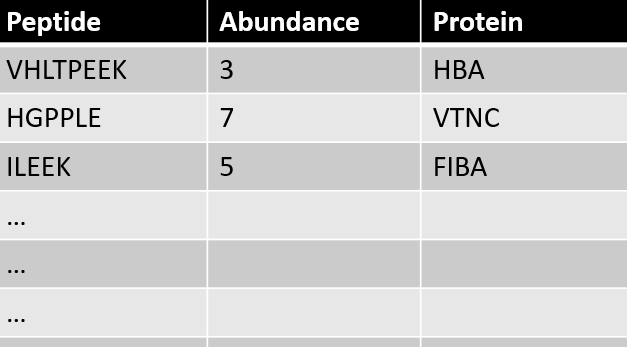 Peptide Abundance Protein
VHLTPEEK 3 HBA
HGPPLE 7 VTNC
ILEEK 5 FIBA
...
...
...